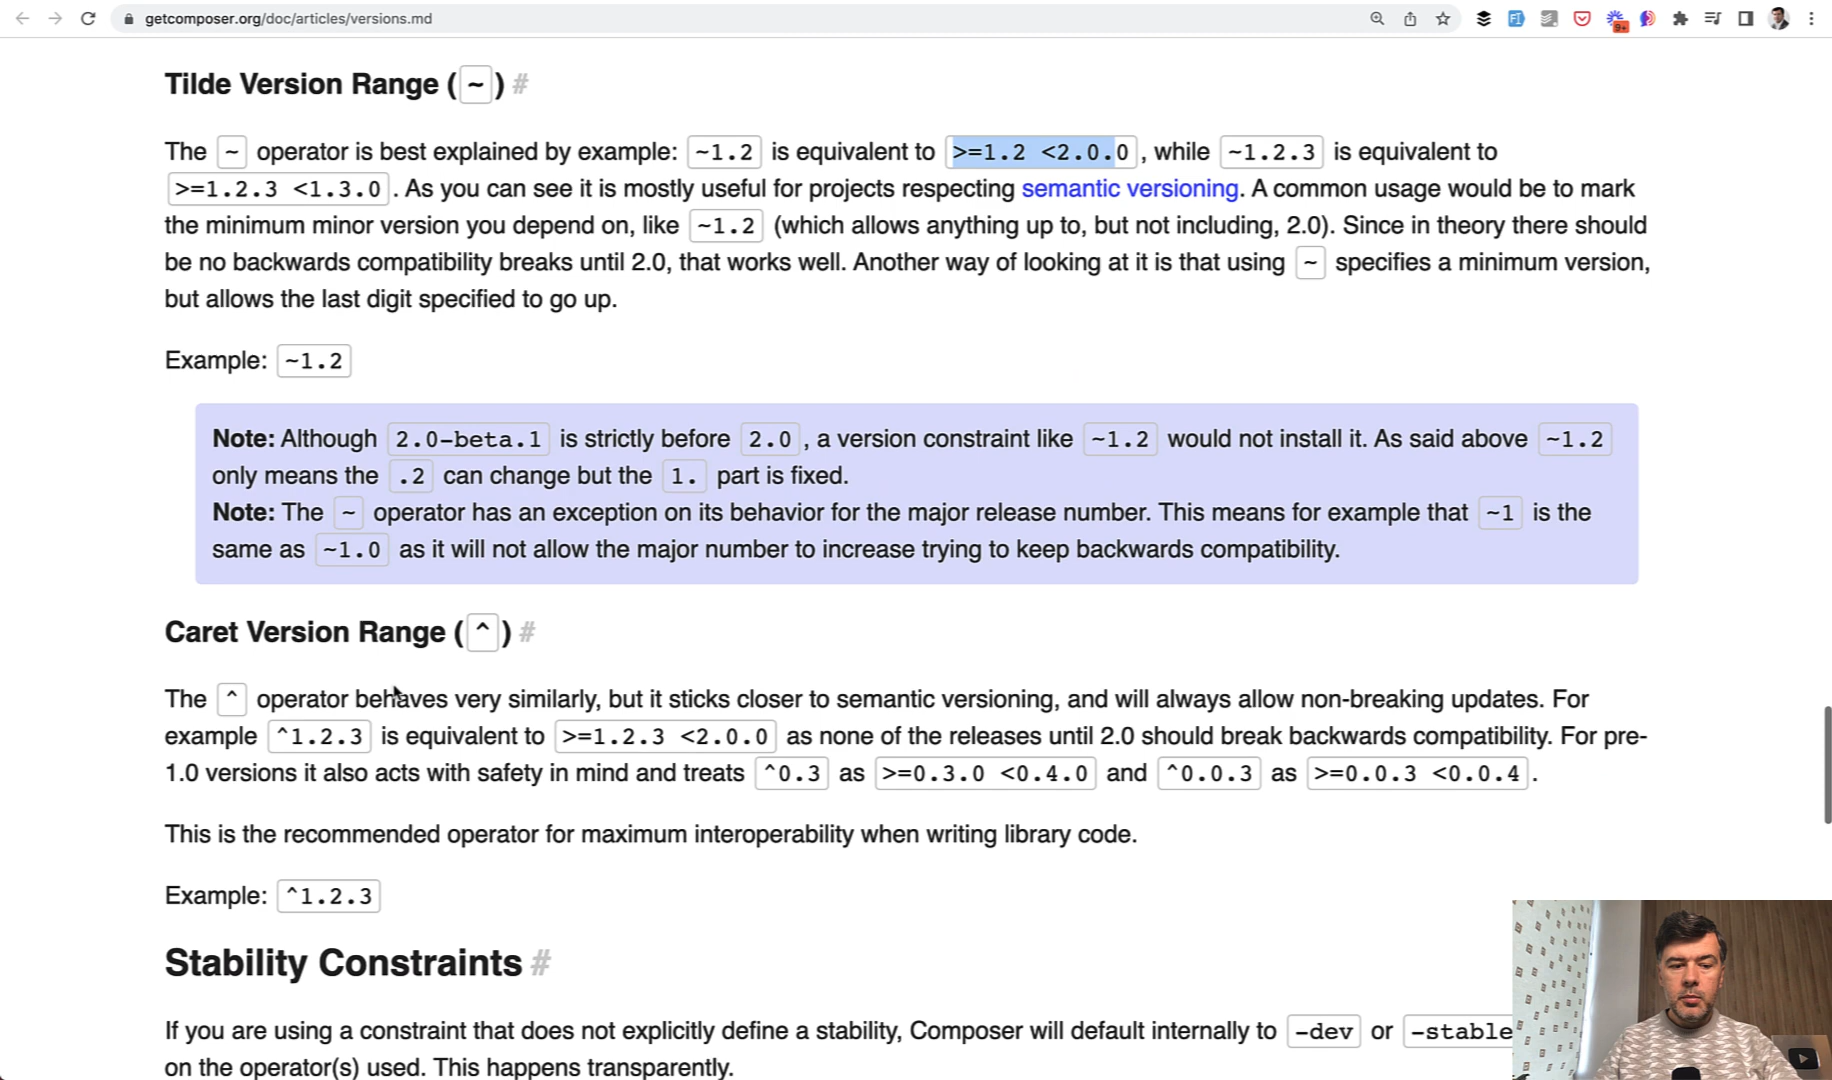 getcomposer.org/doc/articles/versions.md
9+
Tilde Version Range ( ~ ) #
The ~ operator is best explained by example: ~1.2 is equivalent to >=1.2 <2.0.0 , while ~1.2.3 is equivalent to
>=1.2.3 <1.3.0 . As you can see it is mostly useful for projects respecting semantic versioning. A common usage would be to mark
the minimum minor version you depend on, like ~1.2 (which allows anything up to, but not including, 2.0). Since in theory there should
be no backwards compatibility breaks until 2.0, that works well. Another way of looking at it is that using ~ specifies a minimum version,
but allows the last digit specified to go up.
Example: ~1.2
Note: Although 2.0-beta.1 is strictly before 2.0 , a version constraint like ~1.2 would not install it. As said above ~1.2
only means the .2 can change but the 1. part is fixed.
Note: The ~ operator has an exception on its behavior for the major release number. This means for example that ~1 is the
same as ~1.0 as it will not allow the major number to increase trying to keep backwards compatibility.
Caret Version Range ( ^ ) #
The ^ operator behaves very similarly, but it sticks closer to semantic versioning, and will always allow non-breaking updates. For
example ^1.2.3 is equivalent to >=1.2.3 <2.0.0 as none of the releases until 2.0 should break backwards compatibility. For pre-
1.0 versions it also acts with safety in mind and treats ^0.3 as >=0.3.0 <0.4.0 and ^0.0.3 as >=0.0.3 <0.0.4 .
This is the recommended operator for maximum interoperability when writing library code.
Example: ^1.2.3
Stability Constraints #
If you are using a constraint that does not explicitly define a stability, Composer will default internally to -dev or -stable
on the operator(s) used. This happens transparently.